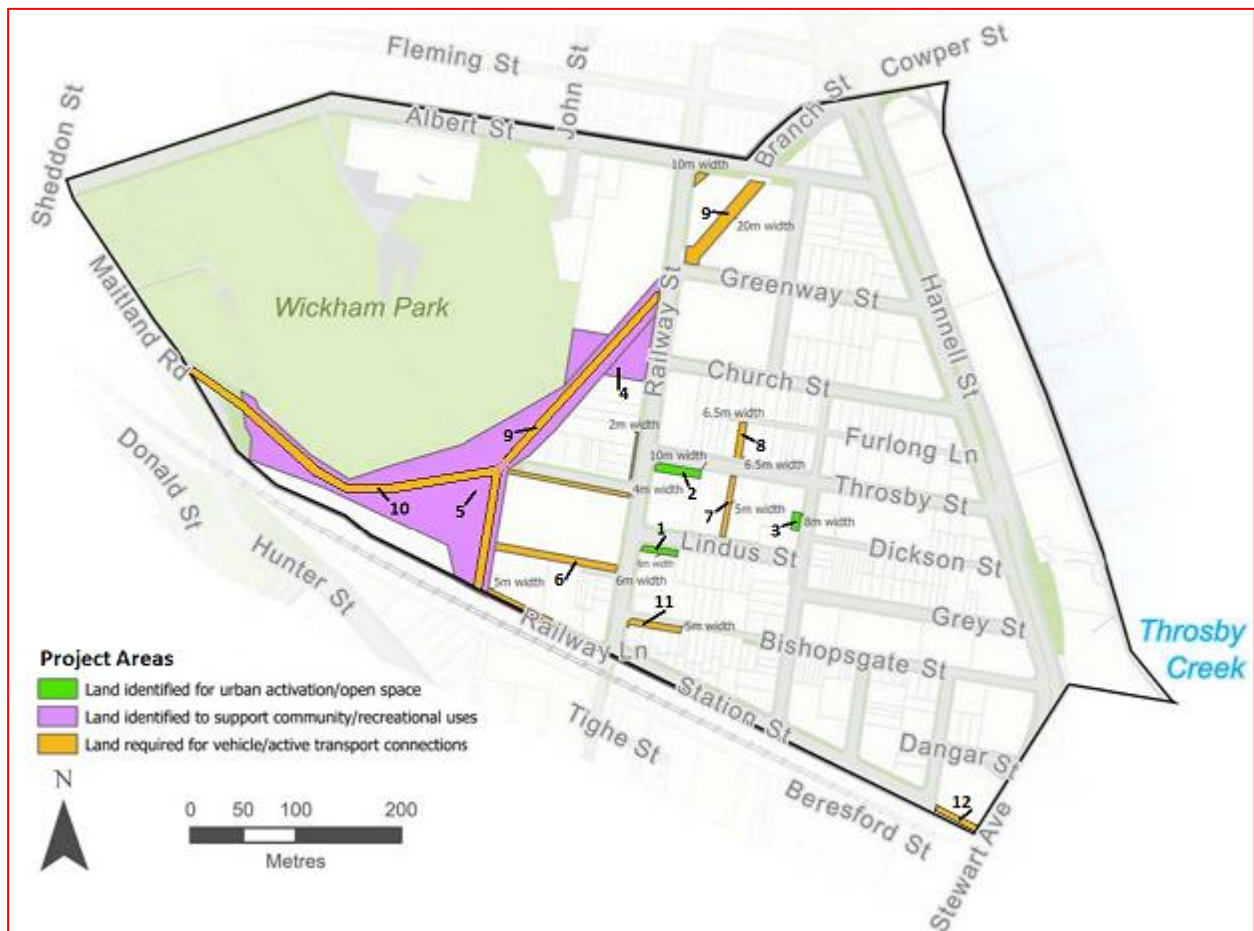 Fleming St
John St
Cowper St
Sheddon St
Albert St
Branch St
10m width
9
20m width
Maitland Rd
Wickham Park
Railway St
Greenway St
Hannell St
4
Church St
2m width
6.5m width
8
Furlong Ln
9
10m width
6.5m width
Donald St
10
5
2
4m width
7
5m width
Throsby St
3
8m width
1
Lindus St
Dickson St
Hunter St
6
5m width
6m width
11
5m width
Grey St
Railway Ln
Bishopsgate St
Throsby
Creek
Station St
Tighe St
Dangar St
Beresford St
12
Stewart Ave
Project Areas
Land identified for urban activation/open space
Land identified to support community/recreational uses
Land required for vehicle/active transport connections
N
0 50 100 200
Metres